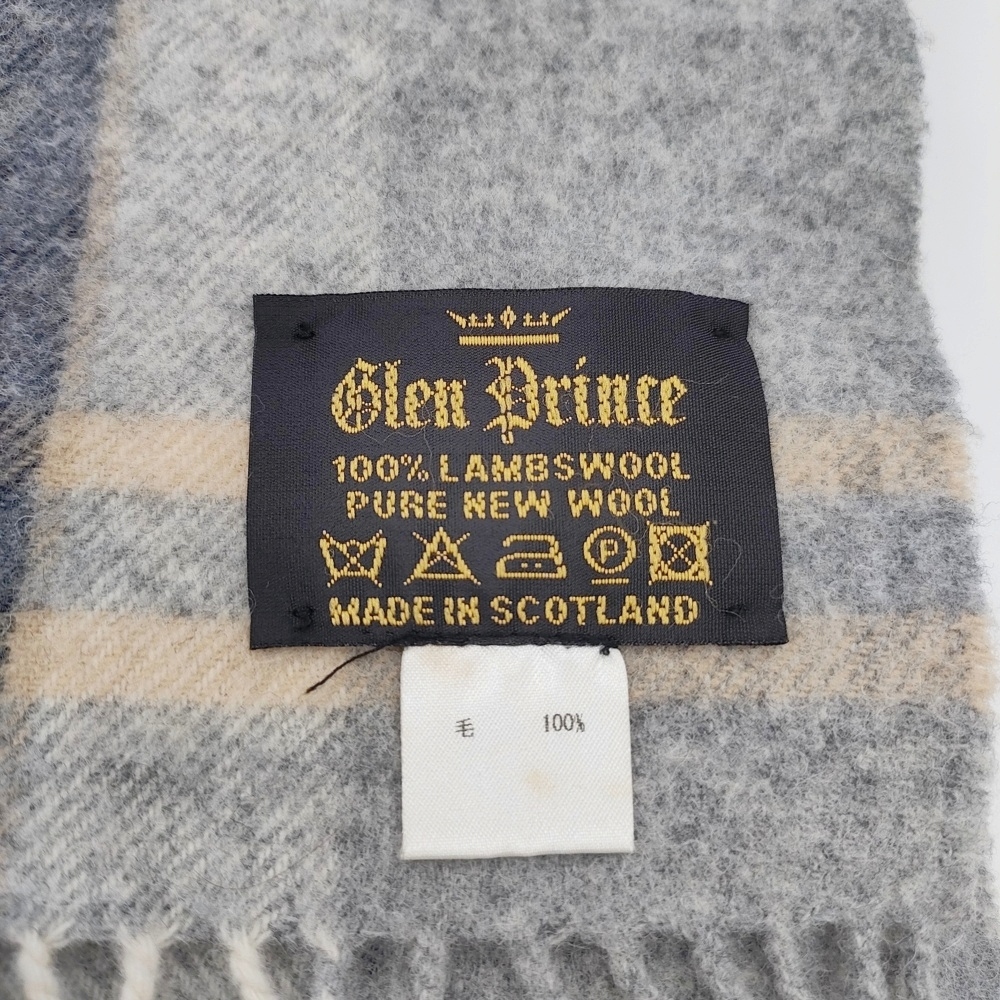 Glen Prince
100% LAMBSWOOL
PURE NEW WOOL
P
MADE IN SCOTLAND
毛 100%